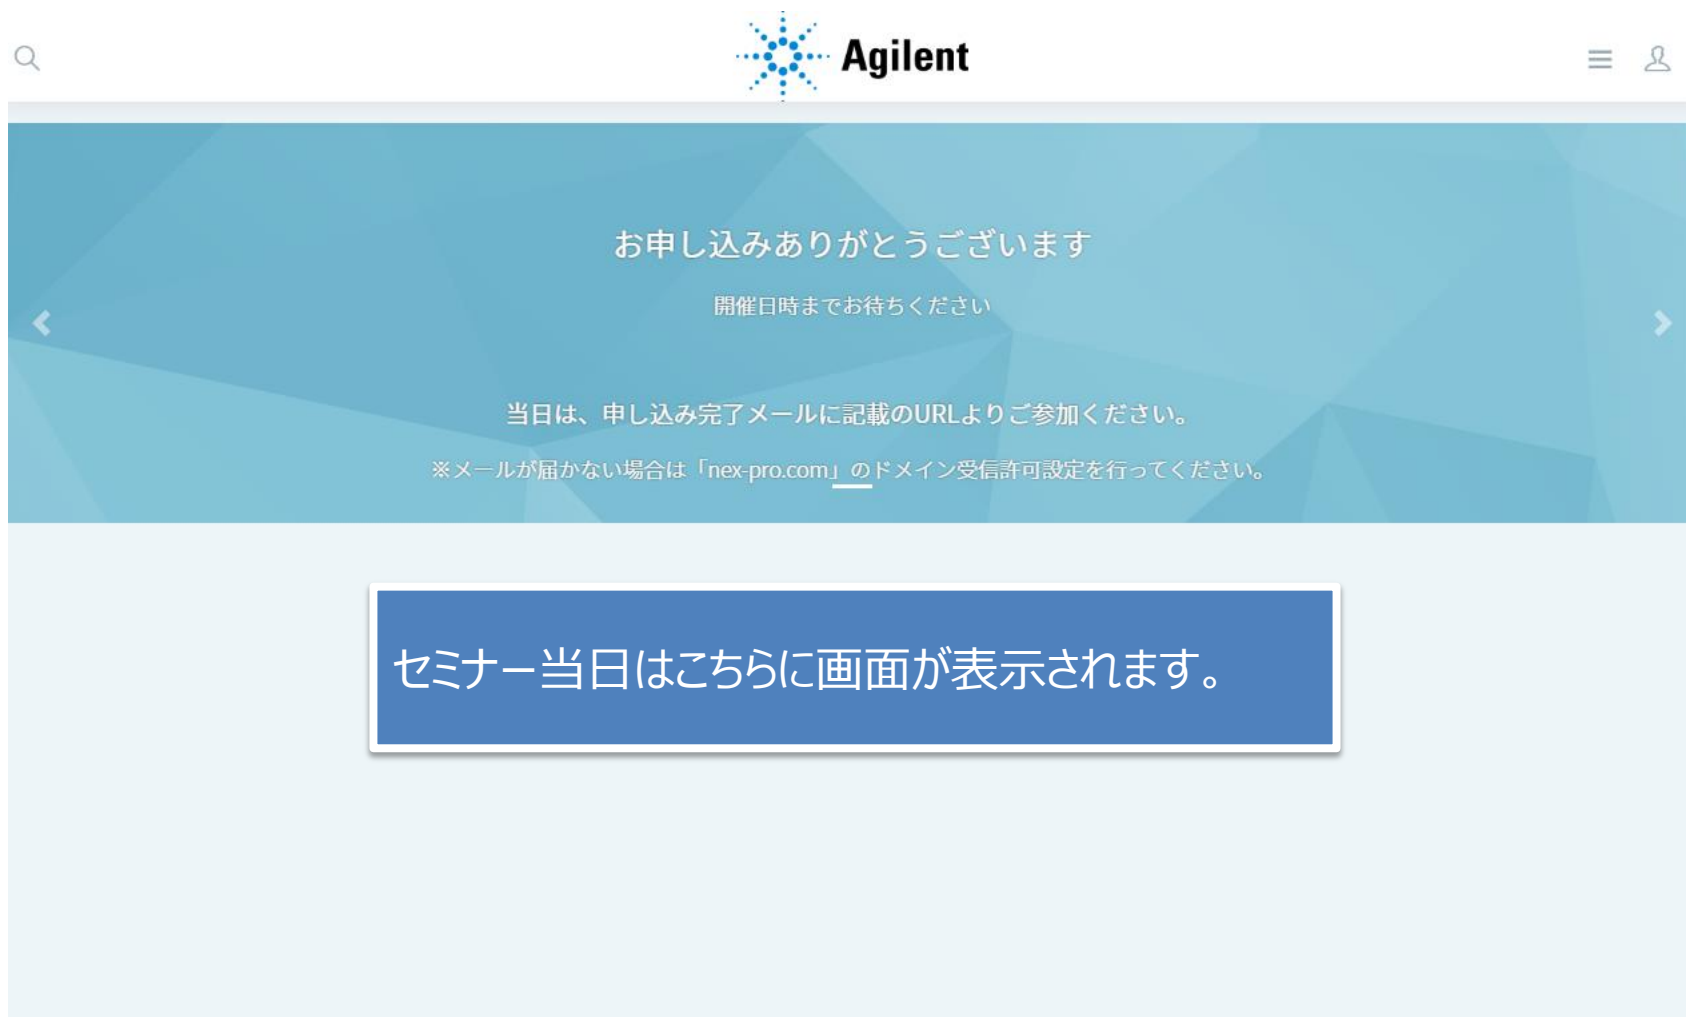 Agilent
お申し込みありがとうございます
開催日時までお待ちください
当日は、申し込み完了メールに記載のURLよりご参加ください。
※メールが届かない場合は「nex-pro.com」のドメイン受信許可設定を行ってください。
セミナー当日はこちらに画面が表示されます。